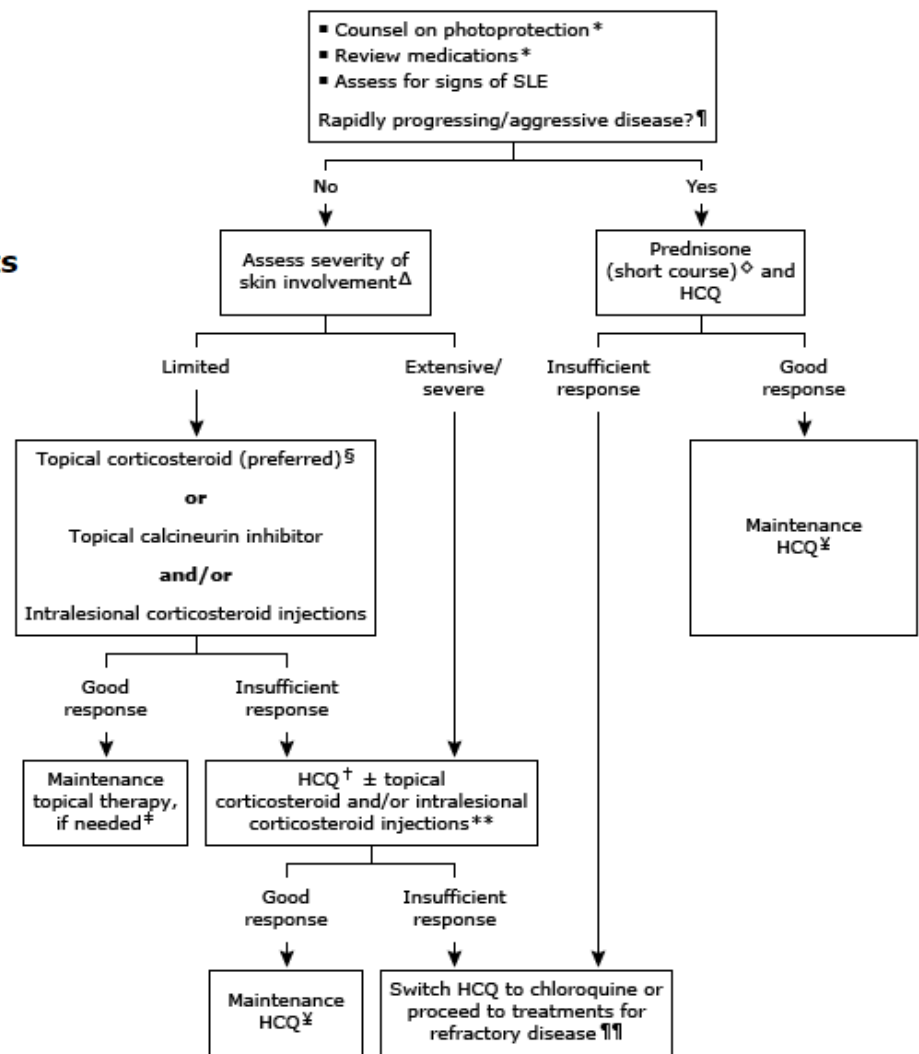 ▪ Counsel on photoprotection*
▪ Review medications*
▪ Assess for signs of SLE
Rapidly progressing/aggressive disease?¶
No
Yes
ts
Assess severity of
skin involvementΔ
Prednisone
(short course)◇ and
HCQ
Limited
Extensive/
severe
Insufficient
response
Good
response
Topical corticosteroid (preferred)§
or
Topical calcineurin inhibitor
and/or
Intralesional corticosteroid injections
Maintenance
HCQ¥
Good
response
Insufficient
response
Maintenance
topical therapy,
if needed‡
HCQ† ± topical
corticosteroid and/or intralesional
corticosteroid injections**
Good
response
Insufficient
response
Maintenance
HCQ¥
Switch HCQ to chloroquine or
proceed to treatments for
refractory disease¶¶